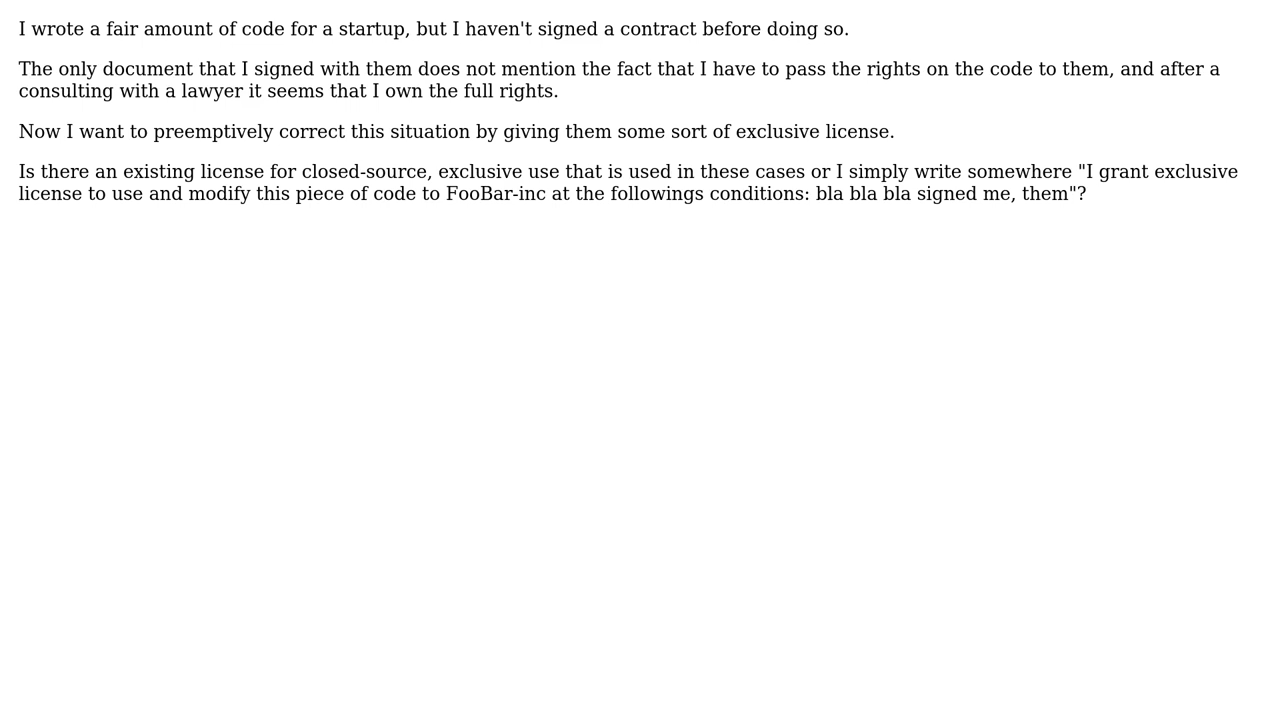 I wrote a fair amount of code for a startup, but I haven't signed a contract before doing so.
The only document that I signed with them does not mention the fact that I have to pass the rights on the code to them, and after a
consulting with a lawyer it seems that I own the full rights.
Now I want to preemptively correct this situation by giving them some sort of exclusive license.
Is there an existing license for closed-source, exclusive use that is used in these cases or I simply write somewhere "I grant exclusive
license to use and modify this piece of code to FooBar-inc at the followings conditions: bla bla bla signed me, them"?